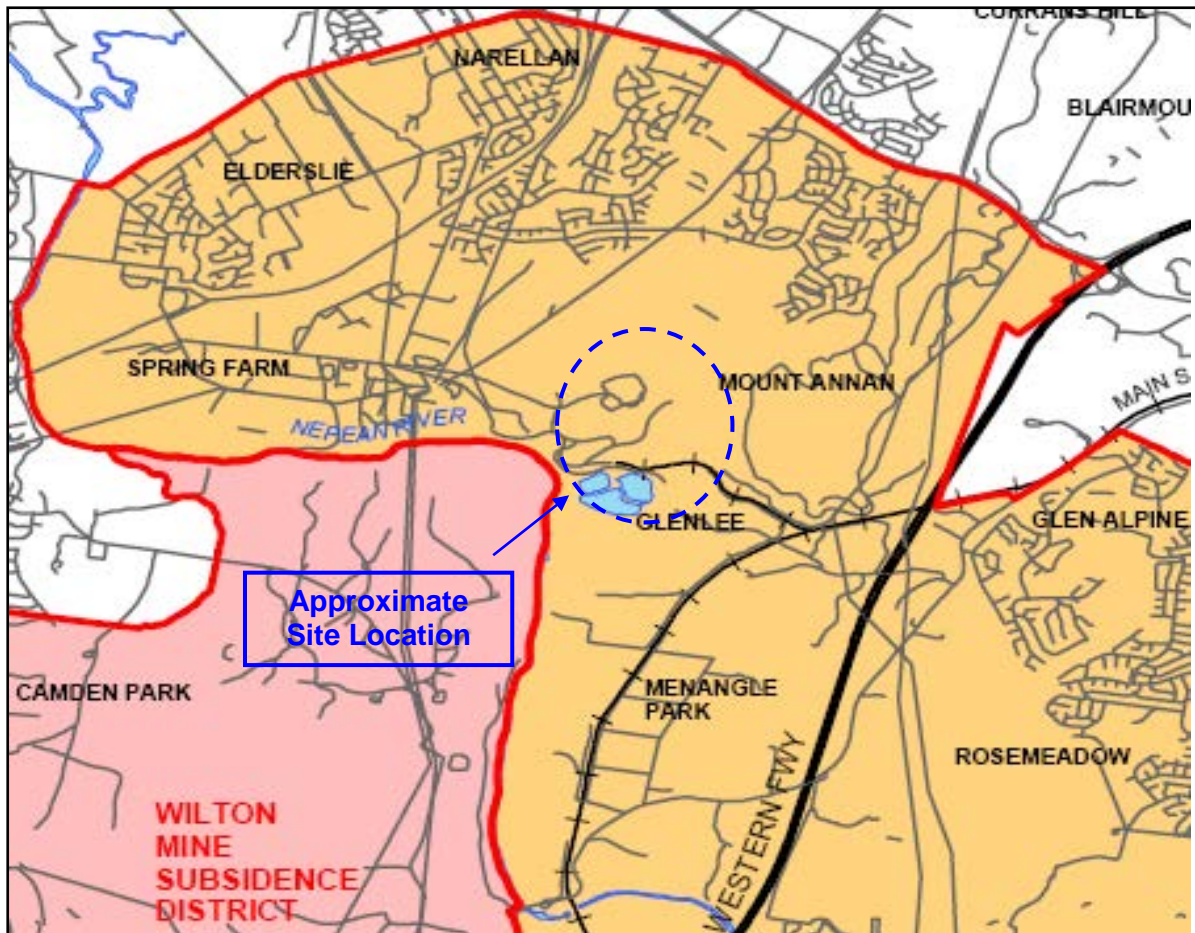 CURRANS HILL
NARELLAN
BLAIRMOU
ELDERSLIE
SPRING FARM
MOUNT ANNAN
MAIN S
NEPEAN RIVER
GLENLEE
GLEN ALPINE
Approximate
Site Location
CAMDEN PARK
MENANGLE
PARK
ROSEMEADOW
WESTERN FWY
WILTON
MINE
SUBSIDENCE
DISTRICT